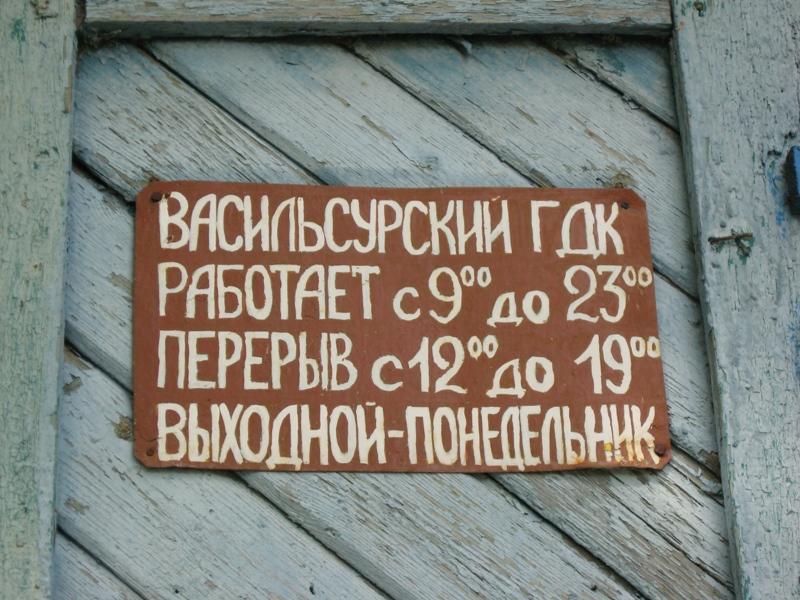 ВАСИЛЬСУРСКИЙ ГДК
РАБОТАЕТ с 9⁰⁰ до 23⁰⁰
ПЕРЕРЫВ с 12⁰⁰ до 19⁰⁰
ВЫХОДНОЙ-ПОНЕДЕЛЬНИК